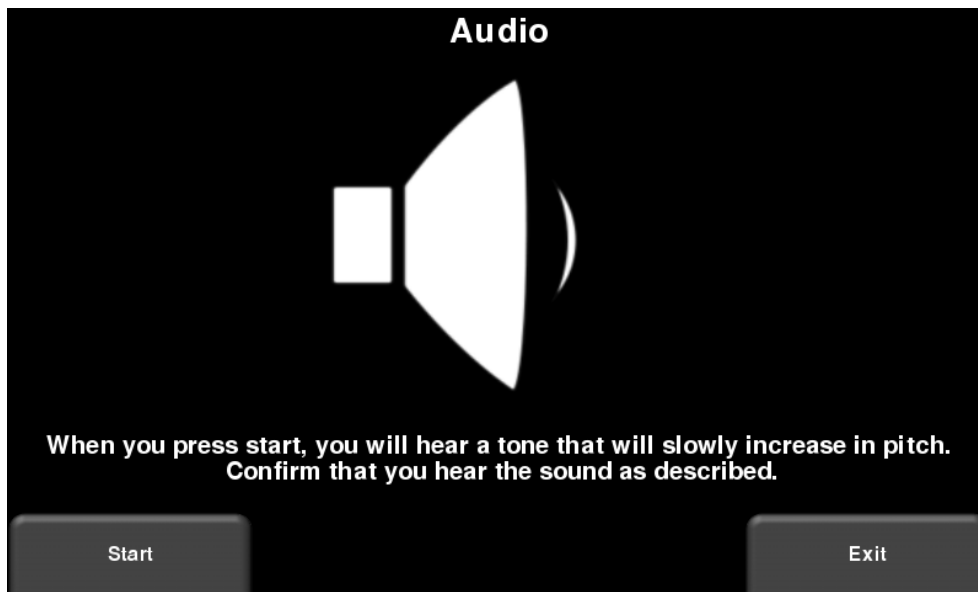 Audio
When you press start, you will hear a tone that will slowly increase in pitch.
Confirm that you hear the sound as described.
Start
Exit